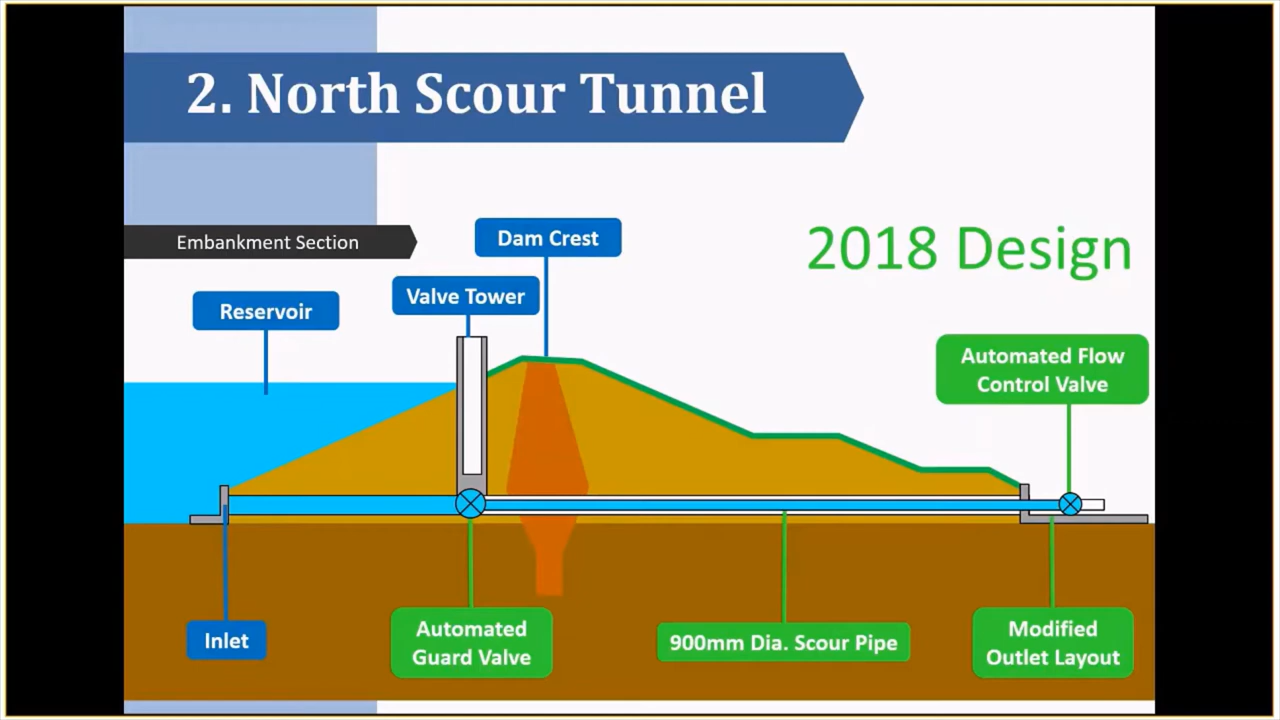 2. North Scour Tunnel
Embankment Section
Dam Crest
2018 Design
Valve Tower
Reservoir
Automated Flow
Control Valve
Inlet
Automated
Guard Valve
900mm Dia. Scour Pipe
Modified
Outlet Layout